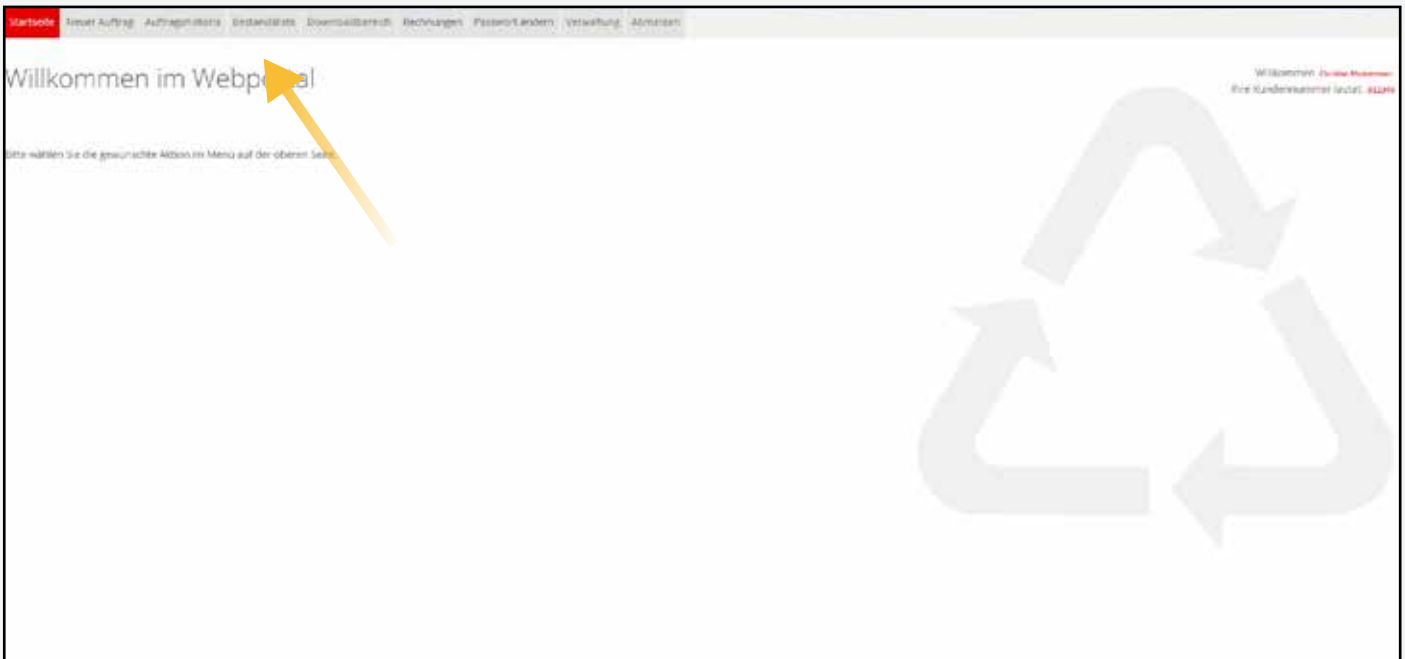 Startseite Neuer Auftrag Auftragshistorie Bestandsliste Downloadbereich Rechnungen Passwort ändern Verwaltung Abmelden
Willkommen im Webportal
Willkommen
Ihre Kundennummer lautet:
Bitte wählen Sie die gewünschte Aktion im Menü auf der oberen Seite.